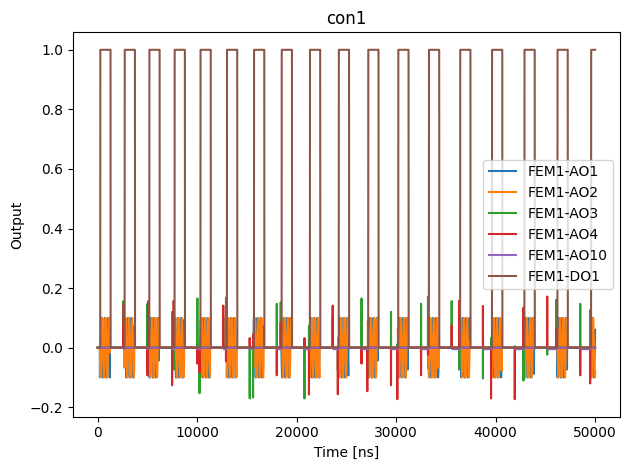 con1
Output
1.0
0.8
0.6
0.4
0.2
0.0
−0.2
FEM1-AO1
FEM1-AO2
FEM1-AO3
FEM1-AO4
FEM1-AO10
FEM1-DO1
0 10000 20000 30000 40000 50000
Time [ns]